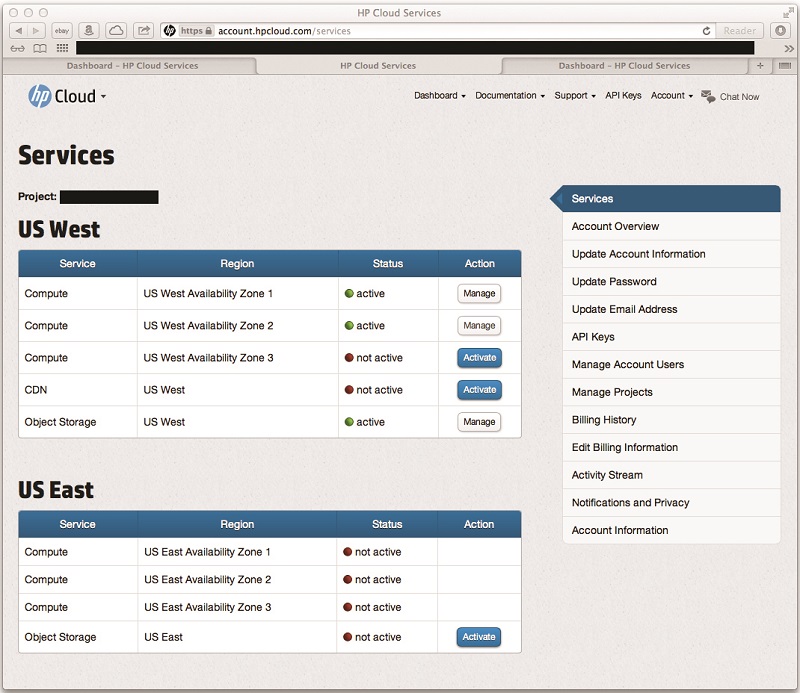 HP Cloud Services
ebay https account.hpcloud.com/services Reader
Dashboard – HP Cloud Services HP Cloud Services Dashboard – HP Cloud Services
hp Cloud Dashboard Documentation Support API Keys Account Chat Now
Services
Project:
US West
Service Region Status Action
Compute US West Availability Zone 1 active Manage
Compute US West Availability Zone 2 active Manage
Compute US West Availability Zone 3 not active Activate
CDN US West not active Activate
Object Storage US West active Manage
US East
Service Region Status Action
Compute US East Availability Zone 1 not active
Compute US East Availability Zone 2 not active
Compute US East Availability Zone 3 not active
Object Storage US East not active Activate
Services
Account Overview
Update Account Information
Update Password
Update Email Address
API Keys
Manage Account Users
Manage Projects
Billing History
Edit Billing Information
Activity Stream
Notifications and Privacy
Account Information